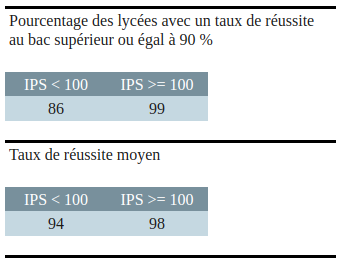 Pourcentage des lycées avec un taux de réussite
au bac supérieur ou égal à 90 %
IPS < 100 IPS >= 100
86 99
Taux de réussite moyen
IPS < 100 IPS >= 100
94 98